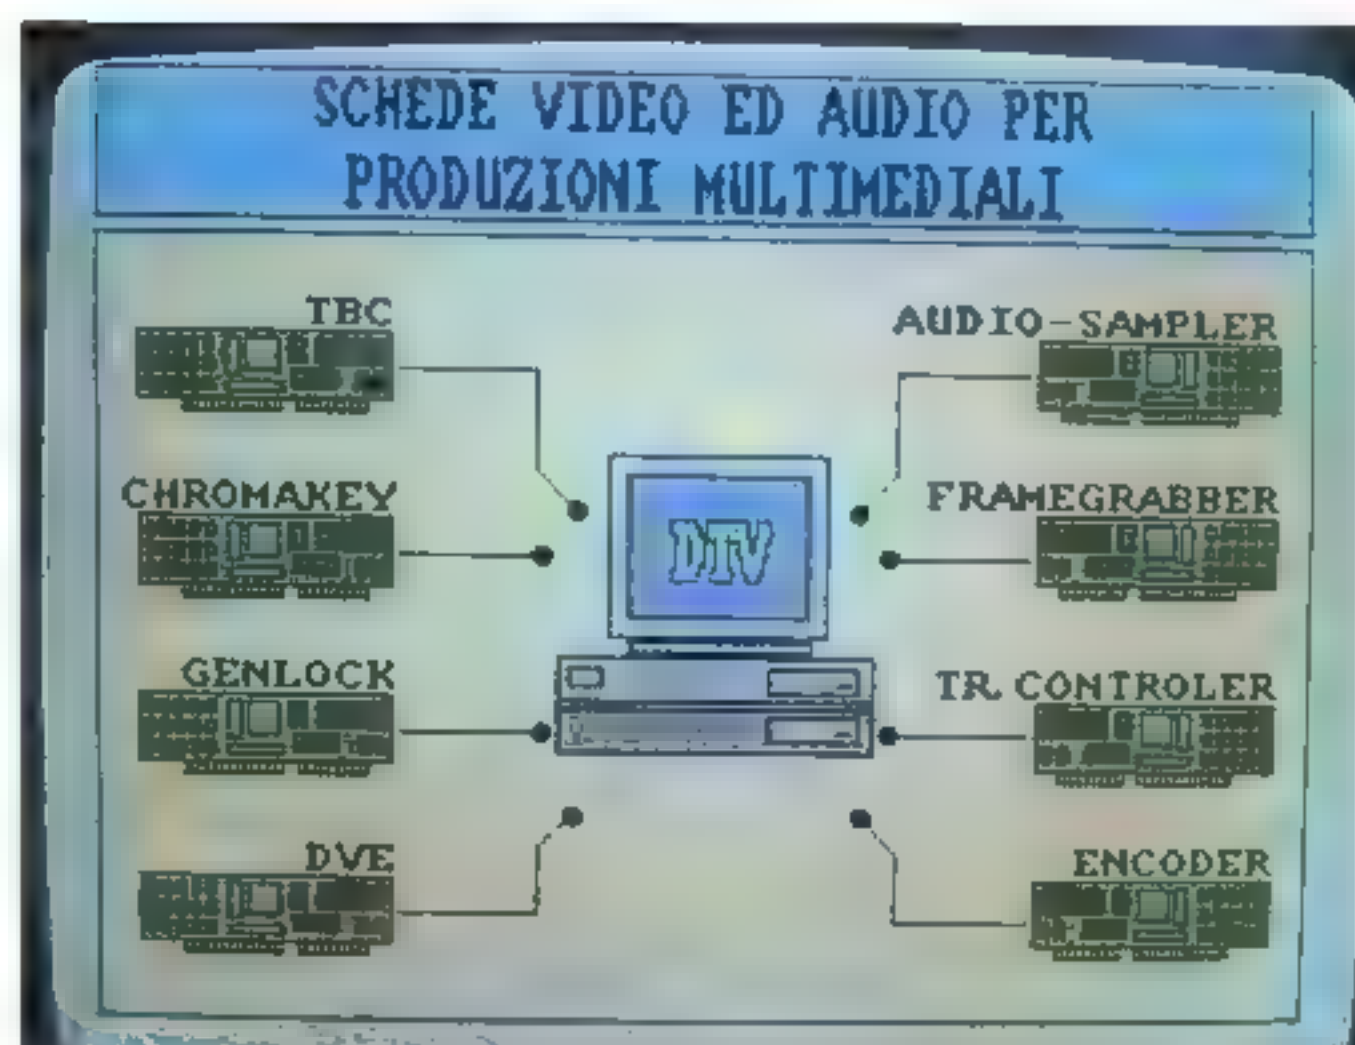 SCHEDE VIDEO ED AUDIO PER
PRODUZIONI MULTIMEDIALI
TBC
AUDIO-SAMPLER
CHROMAKEY
FRAMEGRABBER
DTV
GENLOCK
TR. CONTROLER
DVE
ENCODER